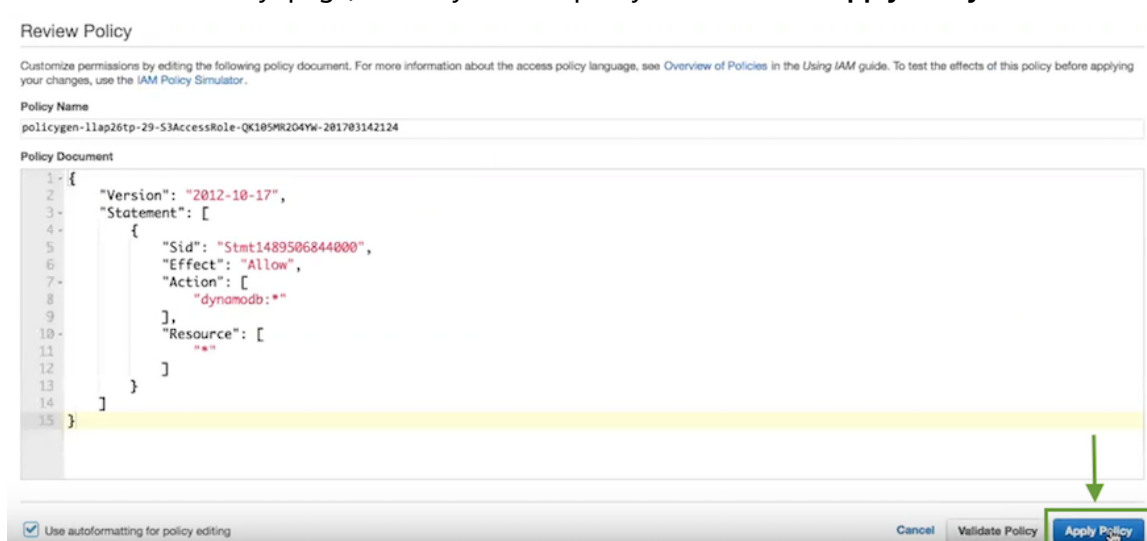 Review Policy
Customize permissions by editing the following policy document. For more information about the access policy language, see Overview of Policies in the Using IAM guide. To test the effects of this policy before applying
your changes, use the IAM Policy Simulator.
Policy Name
policygen-llap26tp-29-S3AccessRole-QK105MR2O4YW-201703142124
Policy Document
1 {
2 "Version": "2012-10-17",
3 "Statement": [
4 {
5 "Sid": "Stmt1489506844000",
6 "Effect": "Allow",
7 "Action": [
8 "dynamodb:*"
9 ],
10 "Resource": [
11 "*"
12 ]
13 }
14 ]
15 }
Use autoformatting for policy editing
Cancel Validate Policy Apply Policy